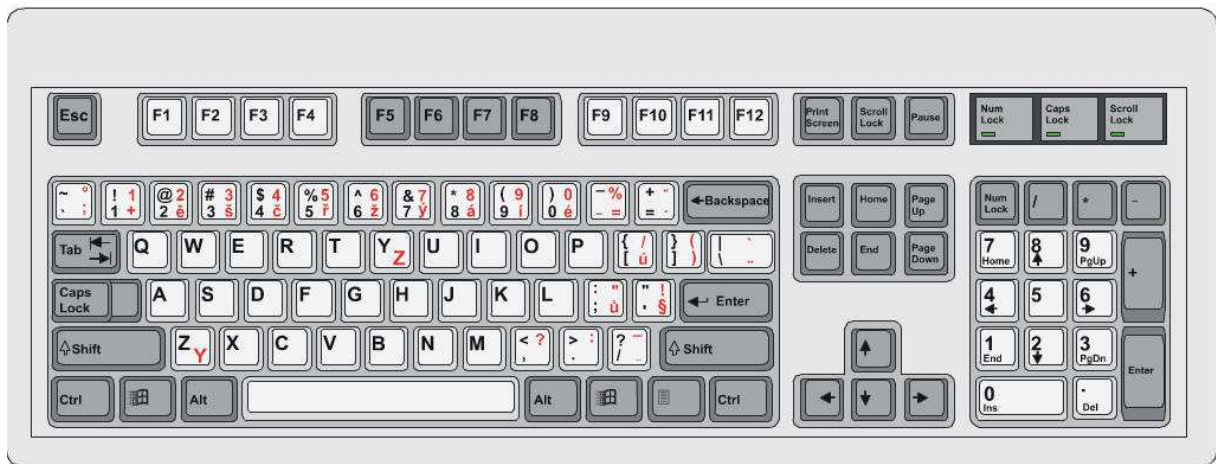 Esc F1 F2 F3 F4 F5 F6 F7 F8 F9 F10 F11 F12 Print Screen Scroll Lock Pause Num Lock Caps Lock Scroll Lock
~ ° ! 1 @ 2 # 3 $ 4 % 5 ^ 6 & 7 * 8 ( 9 ) 0 – % + ˇ Backspace Insert Home Page Up Num Lock / * -
` ; 1 + 2 ě 3 š 4 č 5 ř 6 ž 7 ý 8 á 9 í 0 é - = = ´
Tab Q W E R T Y Z U I O P { / } ( | ` Delete End Page Down 7 Home 8 9 PgUp +
[ ú ] ) \ ¨
Caps Lock A S D F G H J K L : " " ! Enter 4 5 6
; ů ' §
Shift Z Y X C V B N M < ? > : ? – Shift 1 End 2 3 PgDn Enter
, . / -
Ctrl Alt Alt Ctrl 0 Ins . Del